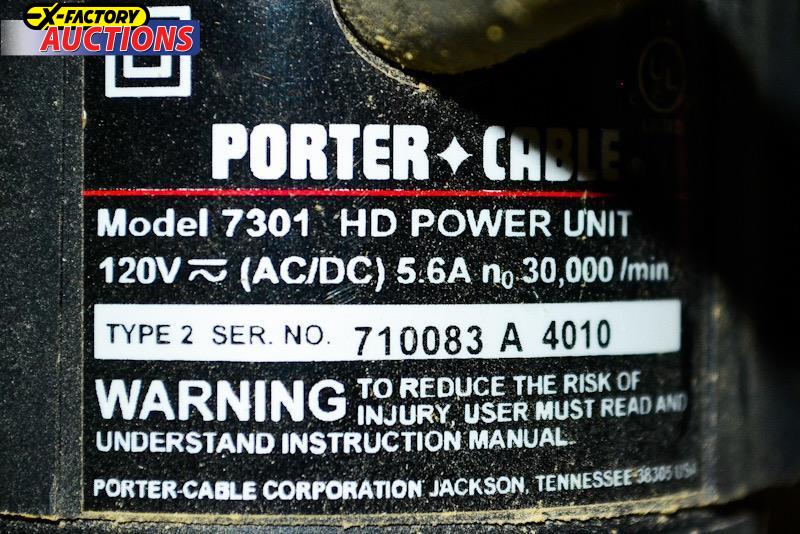 X-FACTORY
AUCTIONS
PORTER CABLE
Model 7301 HD POWER UNIT
120V ⎓ ~ (AC/DC) 5.6A n₀ 30,000 /min
TYPE 2 SER. NO. 710083 A 4010
WARNING TO REDUCE THE RISK OF
INJURY, USER MUST READ AND
UNDERSTAND INSTRUCTION MANUAL.
PORTER-CABLE CORPORATION JACKSON, TENNESSEE 38305 USA